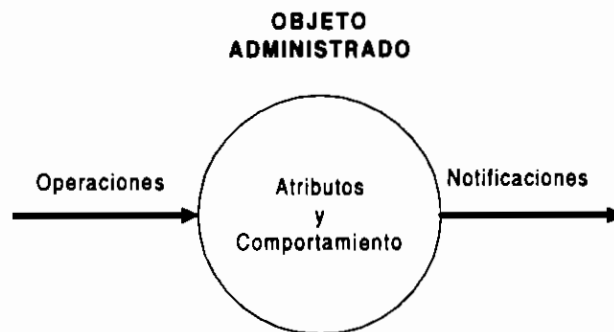 OBJETO
ADMINISTRADO
Operaciones
Atributos
y
Comportamiento
Notificaciones